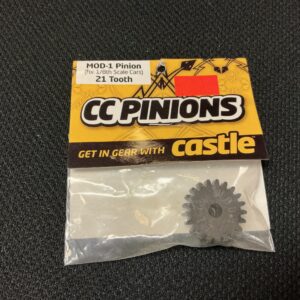 MOD-1 Pinion
(for 1/8th Scale Cars)
21 Tooth
CC PINIONS
GET IN GEAR WITH castle